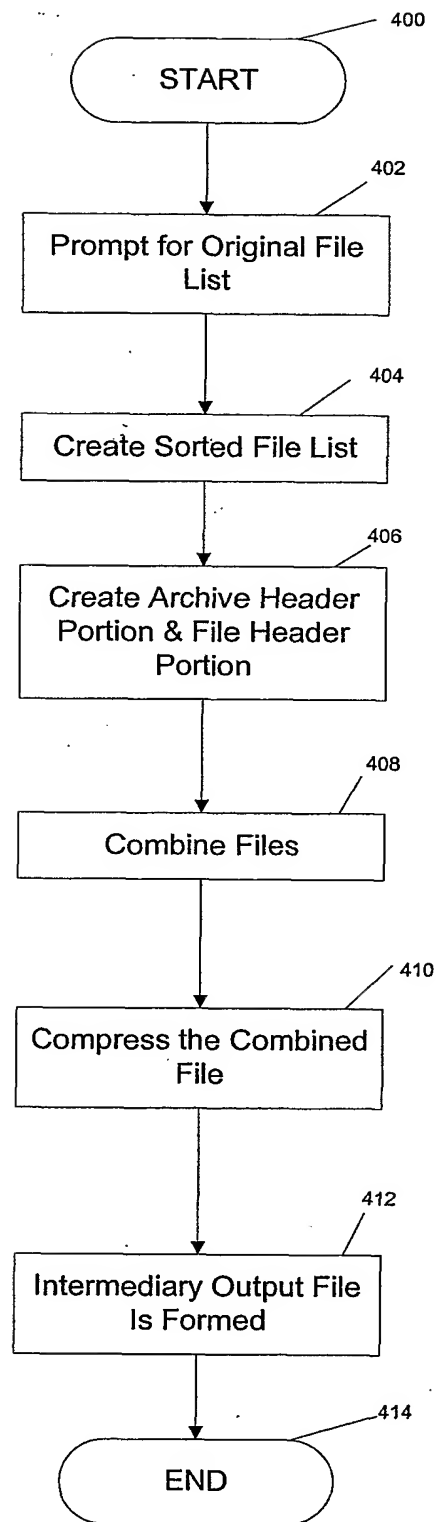 400
START
402
Prompt for Original File
List
404
Create Sorted File List
406
Create Archive Header
Portion & File Header
Portion
408
Combine Files
410
Compress the Combined
File
412
Intermediary Output File
Is Formed
414
END